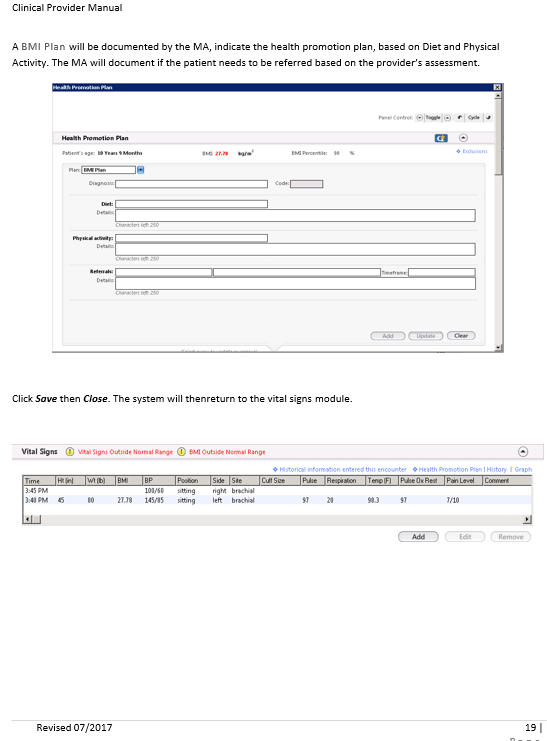 Clinical Provider Manual
A BMI Plan will be documented by the MA, indicate the health promotion plan, based on Diet and Physical
Activity. The MA will document if the patient needs to be referred based on the provider's assessment.
Health Promotion Plan
Panel Control: Toggle Cycle
Health Promotion Plan
Patient's age: 10 Years 9 Months BMI: 27.78 kg/m² BMI Percentile: 98 % Exclusions
Plan: BMI Plan
Diagnosis: Code:
Diet:
Details:
Characters left: 250
Physical activity:
Details:
Characters left: 250
Referrals: Timeframe:
Details:
Characters left: 250
Add Update Clear
Click Save then Close. The system will thenreturn to the vital signs module.
Vital Signs Vital Signs Outside Normal Range BMI Outside Normal Range
Historical information entered this encounter Health Promotion Plan | History | Graph
Time Ht (in) Wt (lb) BMI BP Position Side Site Cuff Size Pulse Respiration Temp (F) Pulse Ox Rest Pain Level Comment
3:45 PM 100/60 sitting right brachial
3:40 PM 45 80 27.78 145/85 sitting left brachial 97 20 98.3 97 7/10
Add Edit Remove
Revised 07/2017 19 |